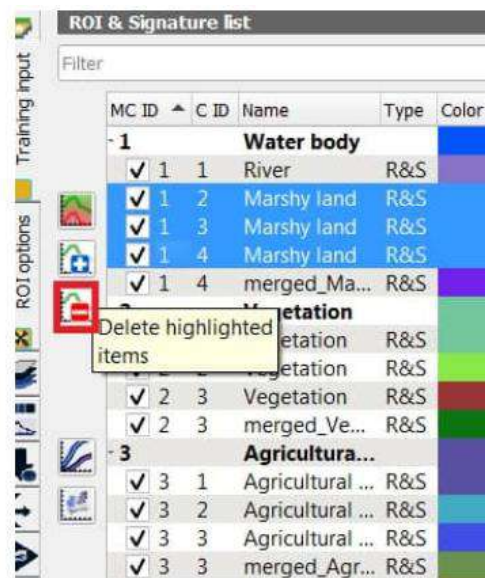 ROI & Signature list
Filter
Training input
ROI options
MC ID C ID Name Type Color
1 Water body
1 1 River R&S
1 2 Marshy land R&S
1 3 Marshy land R&S
1 4 Marshy land R&S
1 4 merged_Ma... R&S
etation
Delete highlighted
items
etation R&S
etation R&S
2 3 Vegetation R&S
2 3 merged_Ve... R&S
3 Agricultura...
3 1 Agricultural ... R&S
3 2 Agricultural ... R&S
3 3 Agricultural ... R&S
3 3 merged_Agr... R&S